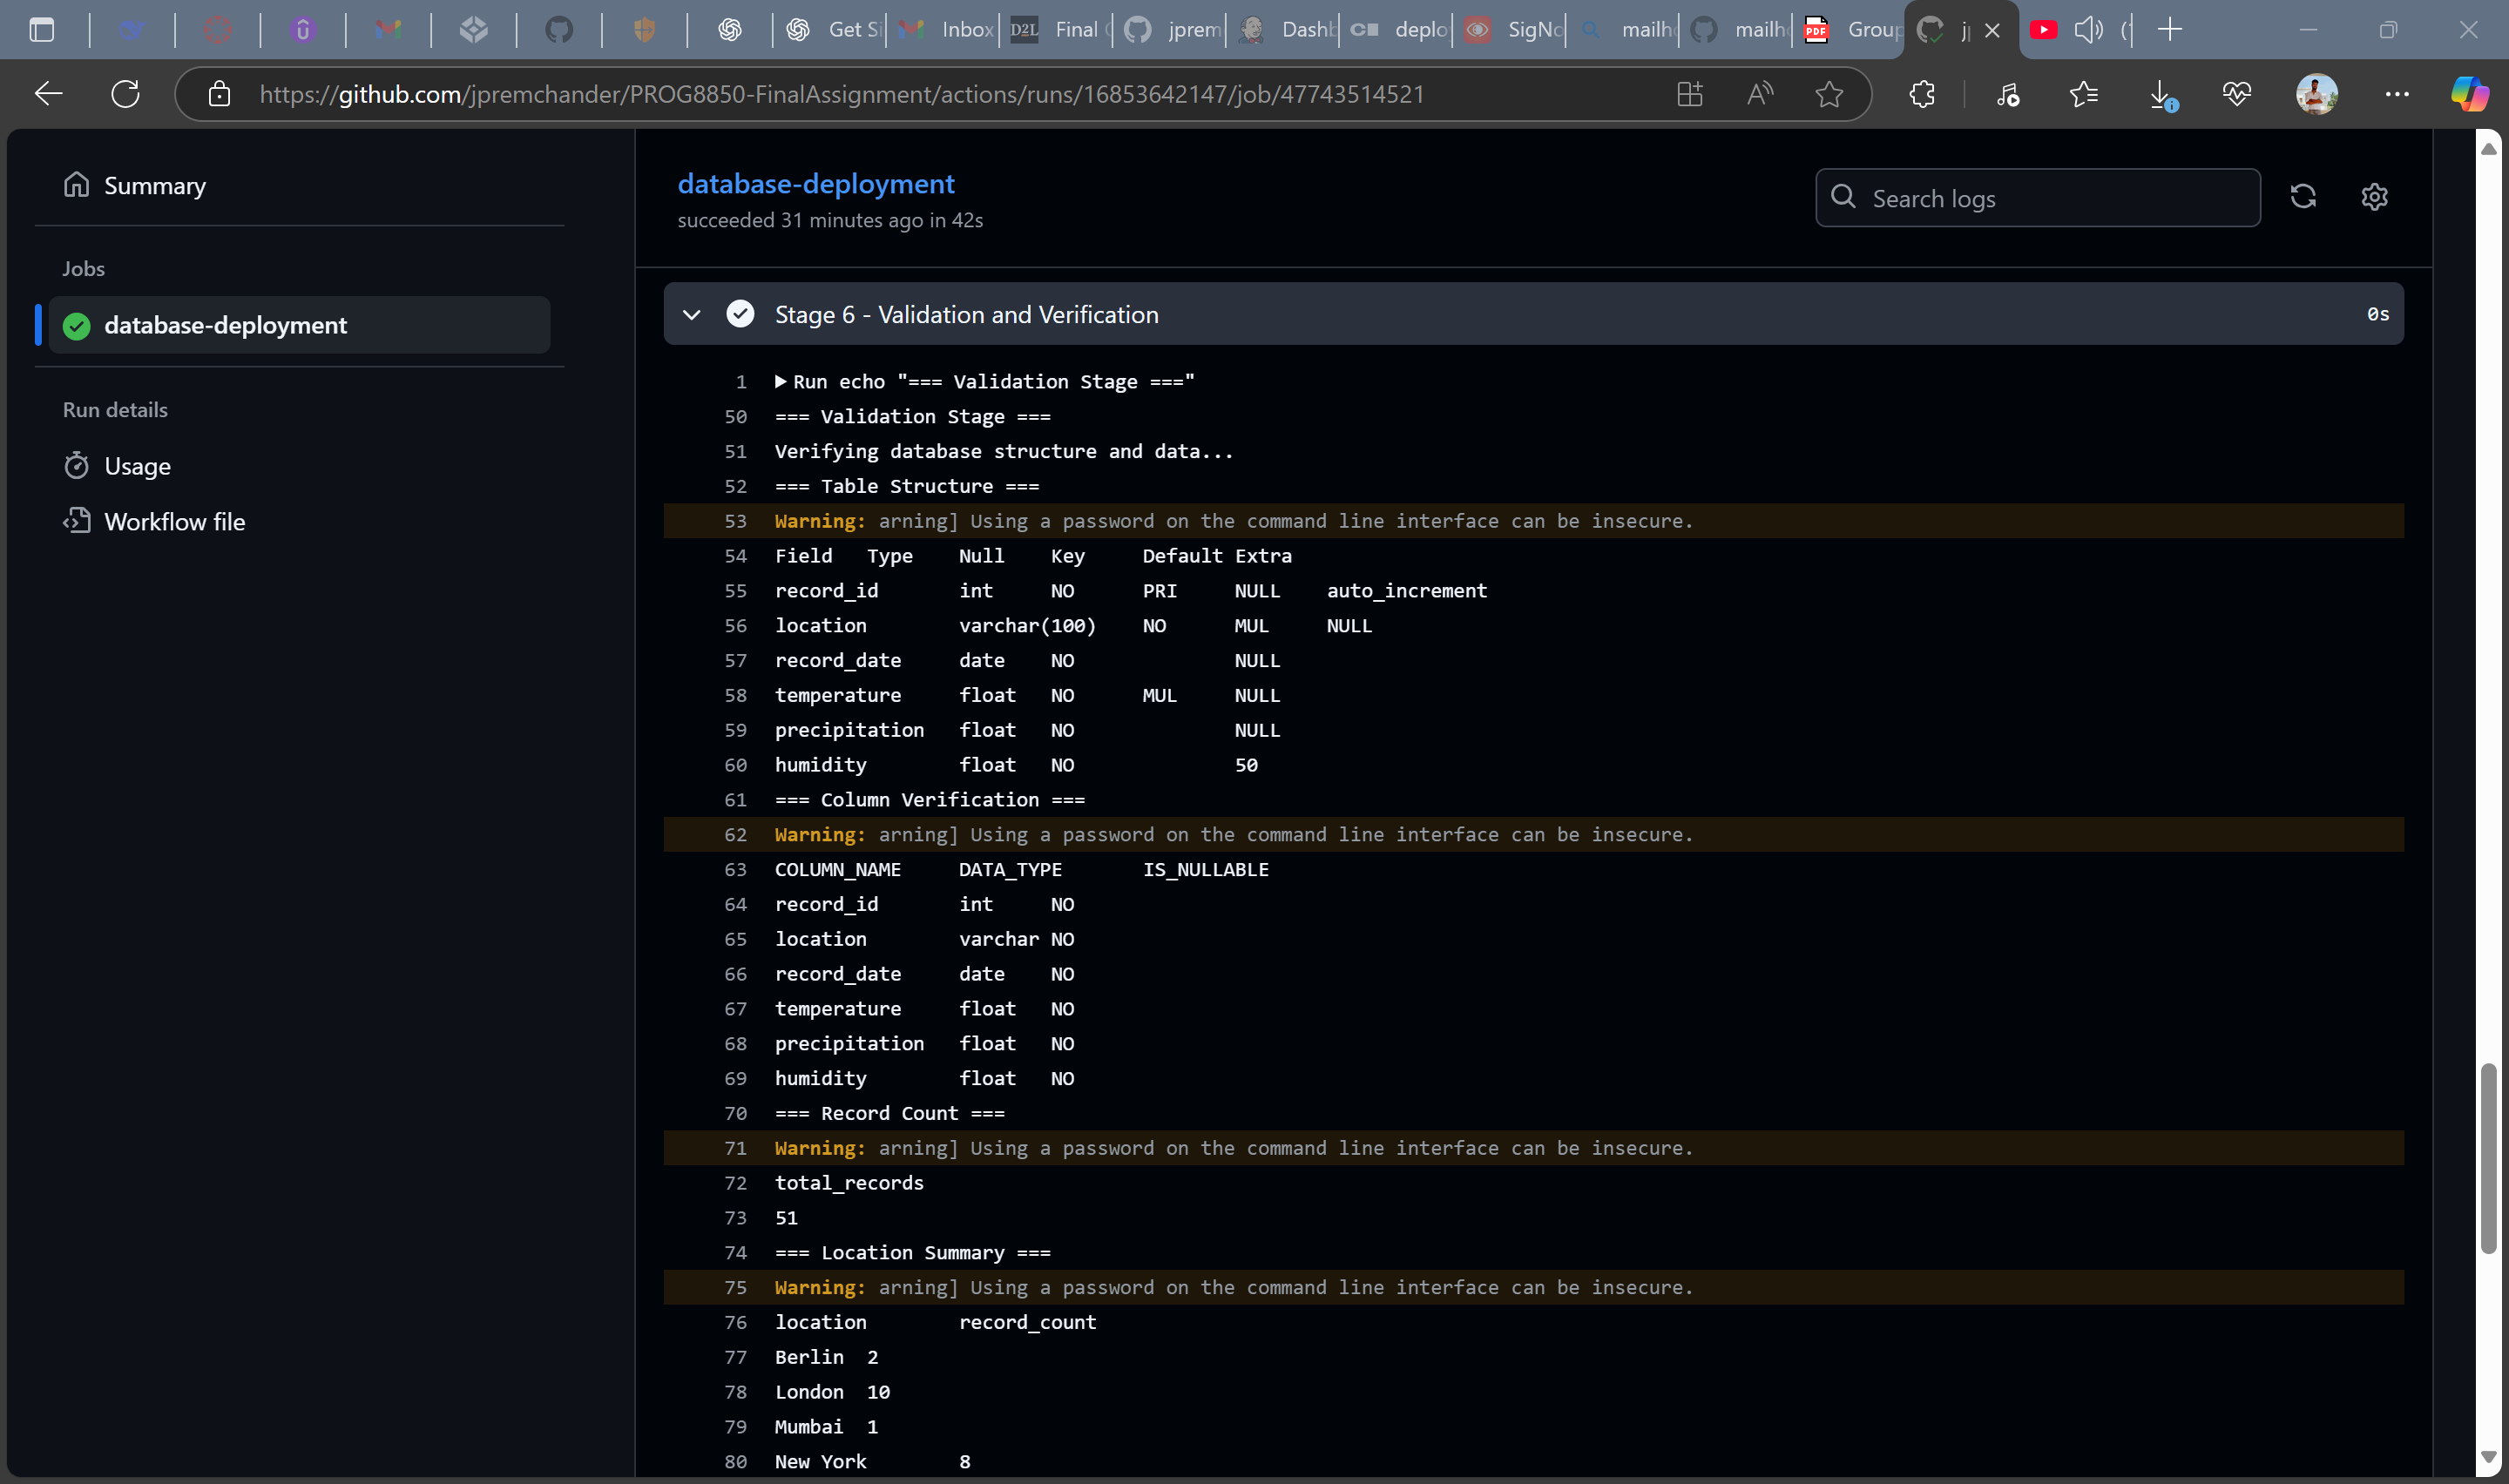 Get Si
Inbox
D2L Final
jprem
Dashb
deplo
SigNo
mailh
mailh
PDF Group
https://github.com/jpremchander/PROG8850-FinalAssignment/actions/runs/16853642147/job/47743514521
Summary
Jobs
database-deployment
Run details
Usage
Workflow file
database-deployment
succeeded 31 minutes ago in 42s
Search logs
Stage 6 - Validation and Verification 0s
1 Run echo "=== Validation Stage ==="
50 === Validation Stage ===
51 Verifying database structure and data...
52 === Table Structure ===
53 Warning: arning] Using a password on the command line interface can be insecure.
54 Field Type Null Key Default Extra
55 record_id int NO PRI NULL auto_increment
56 location varchar(100) NO MUL NULL
57 record_date date NO NULL
58 temperature float NO MUL NULL
59 precipitation float NO NULL
60 humidity float NO 50
61 === Column Verification ===
62 Warning: arning] Using a password on the command line interface can be insecure.
63 COLUMN_NAME DATA_TYPE IS_NULLABLE
64 record_id int NO
65 location varchar NO
66 record_date date NO
67 temperature float NO
68 precipitation float NO
69 humidity float NO
70 === Record Count ===
71 Warning: arning] Using a password on the command line interface can be insecure.
72 total_records
73 51
74 === Location Summary ===
75 Warning: arning] Using a password on the command line interface can be insecure.
76 location record_count
77 Berlin 2
78 London 10
79 Mumbai 1
80 New York 8